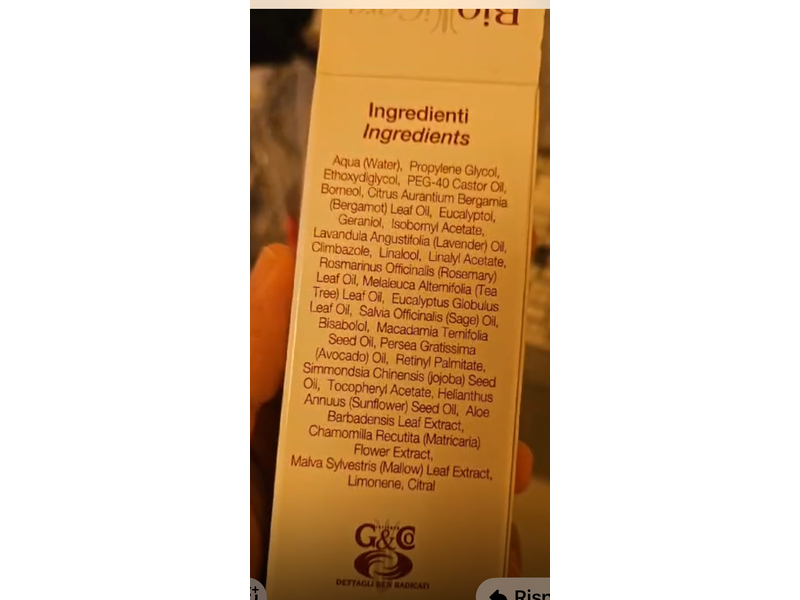 Bio
Ingredienti
Ingredients
Aqua (Water), Propylene Glycol,
Ethoxydiglycol, PEG-40 Castor Oil,
Borneol, Citrus Aurantium Bergamia
(Bergamot) Leaf Oil, Eucalyptol,
Geraniol, Isobornyl Acetate,
Lavandula Angustifolia (Lavender) Oil,
Climbazole, Linalool, Linalyl Acetate,
Rosmarinus Officinalis (Rosemary)
Leaf Oil, Melaleuca Alternifolia (Tea
Tree) Leaf Oil, Eucalyptus Globulus
Leaf Oil, Salvia Officinalis (Sage) Oil,
Bisabolol, Macadamia Ternifolia
Seed Oil, Persea Gratissima
(Avocado) Oil, Retinyl Palmitate,
Simmondsia Chinensis (jojoba) Seed
Oil, Tocopheryl Acetate, Helianthus
Annuus (Sunflower) Seed Oil, Aloe
Barbadensis Leaf Extract,
Chamomilla Recutita (Matricaria)
Flower Extract,
Malva Sylvestris (Mallow) Leaf Extract,
Limonene, Citral
G&Co
DETTAGLI BEN RADICATI